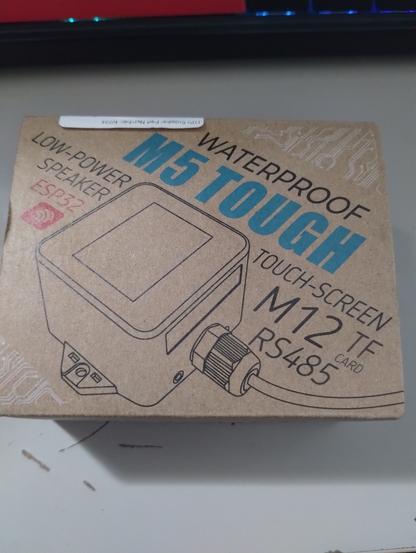 WATERPROOF
M5 TOUGH
LOW-POWER
SPEAKER
ESP32
TOUCH-SCREEN
M12 TF
CARD
RS485